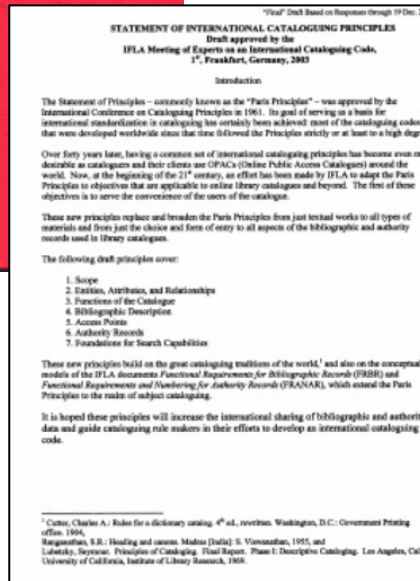 "Final" Draft Based on Responses through 19 Dec. 2
STATEMENT OF INTERNATIONAL CATALOGUING PRINCIPLES
Draft approved by the
IFLA Meeting of Experts on an International Cataloguing Code,
1st, Frankfurt, Germany, 2003
Introduction
The Statement of Principles – commonly known as the "Paris Principles" – was approved by the
International Conference on Cataloguing Principles in 1961. Its goal of serving as a basis for
international standardization in cataloguing has certainly been achieved: most of the cataloguing codes
that were developed worldwide since that time followed the Principles strictly or at least to a high degre
Over forty years later, having a common set of international cataloguing principles has become even m
desirable as cataloguers and their clients use OPACs (Online Public Access Catalogues) around the
world. Now, at the beginning of the 21st century, an effort has been made by IFLA to adapt the Paris
Principles to objectives that are applicable to online library catalogues and beyond. The first of these
objectives is to serve the convenience of the users of the catalogue.
These new principles replace and broaden the Paris Principles from just textual works to all types of
materials and from just the choice and form of entry to all aspects of the bibliographic and authority
records used in library catalogues.
The following draft principles cover:
1. Scope
2. Entities, Attributes, and Relationships
3. Functions of the Catalogue
4. Bibliographic Description
5. Access Points
6. Authority Records
7. Foundations for Search Capabilities
These new principles build on the great cataloguing traditions of the world,1 and also on the conceptual
models of the IFLA documents Functional Requirements for Bibliographic Records (FRBR) and
Functional Requirements and Numbering for Authority Records (FRANAR), which extend the Paris
Principles to the realm of subject cataloguing.
It is hoped these principles will increase the international sharing of bibliographic and authorit
data and guide cataloguing rule makers in their efforts to develop an international cataloguing
code.
1 Cutter, Charles A.: Rules for a dictionary catalog. 4th ed., rewritten. Washington, D.C.: Government Printing
office. 1904,
Ranganathan, S.R.: Heading and canons. Madras [India]: S. Viswanathan, 1955, and
Lubetzky, Seymour. Principles of Cataloging. Final Report. Phase I: Descriptive Cataloging. Los Angeles, Cal
University of California, Institute of Library Research, 1969.